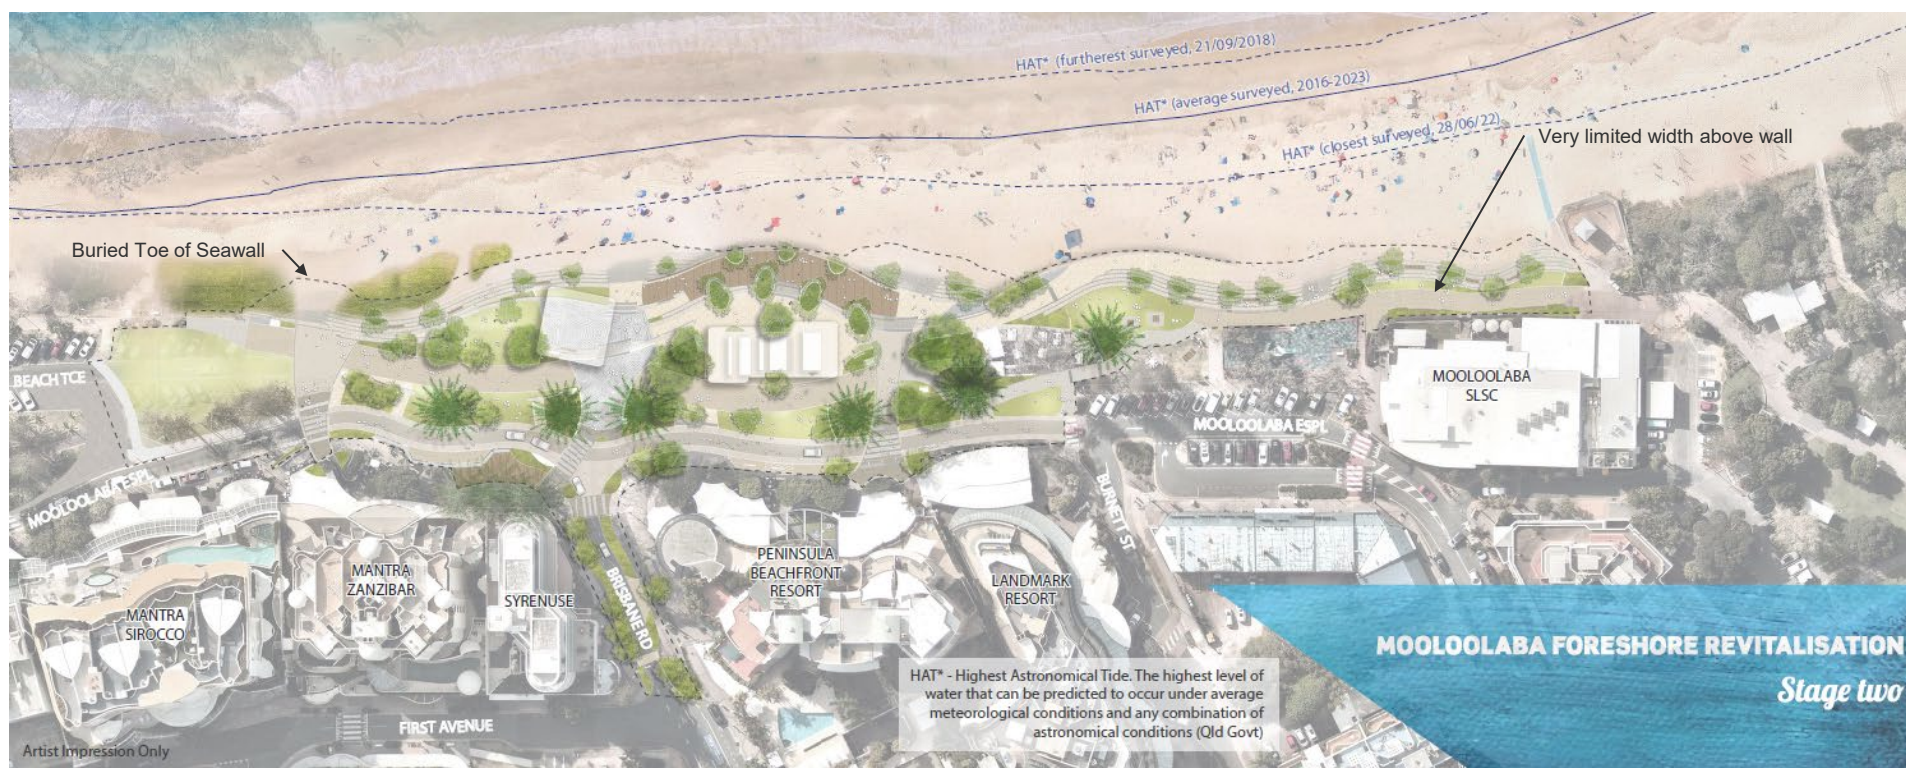 HAT* (furtherest surveyed, 21/09/2018)
HAT* (average surveyed, 2016-2023)
HAT* (closest surveyed, 28/06/22)
Very limited width above wall
Buried Toe of Seawall
BEACH TCE
MOOLOOLABA ESPL
MOOLOOLABA
SLSC
MOOLOOLABA ESPL
BURNETT ST
MANTRA
SIROCCO
MANTRA
ZANZIBAR
SYRENUSE
BRISBANE RD
PENINSULA
BEACHFRONT
RESORT
LANDMARK
RESORT
FIRST AVENUE
MOOLOOLABA FORESHORE REVITALISATION
Stage two
HAT* - Highest Astronomical Tide. The highest level of
water that can be predicted to occur under average
meteorological conditions and any combination of
astronomical conditions (Qld Govt)
Artist Impression Only